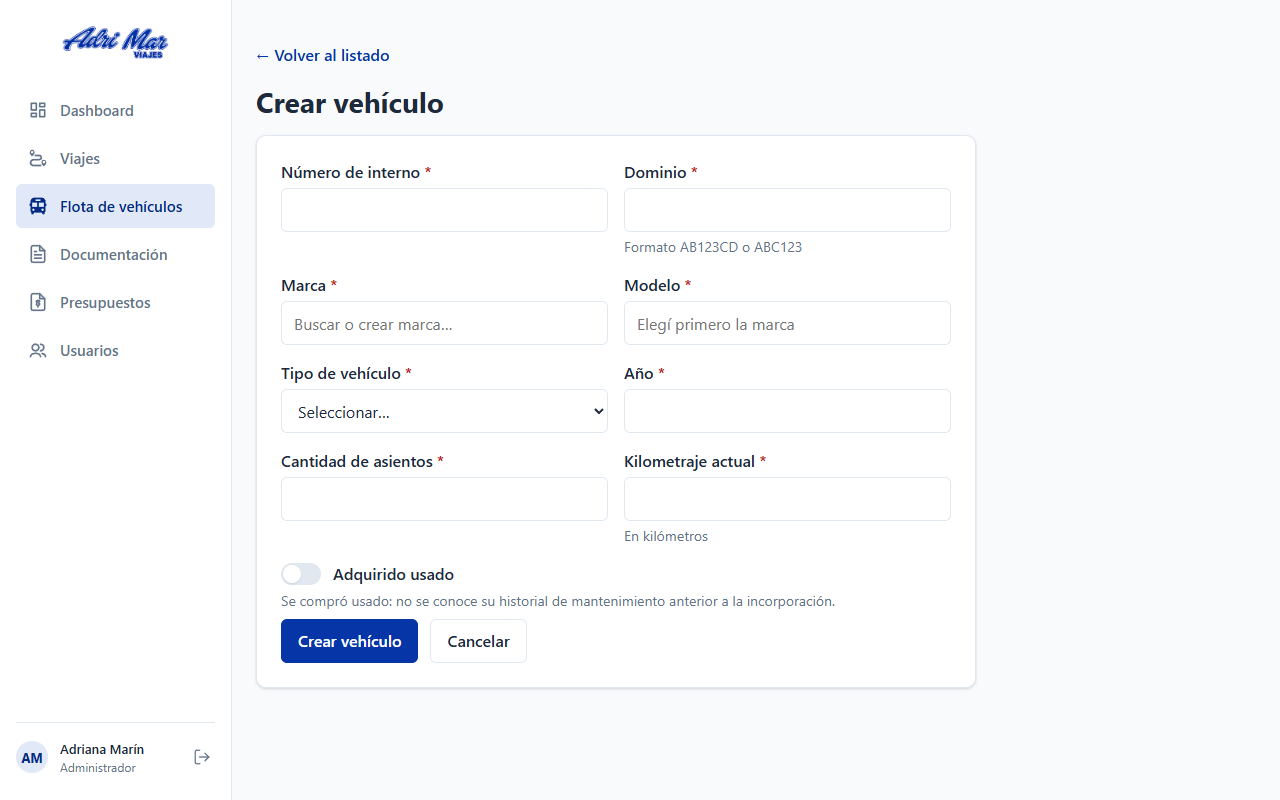 Adri Mar
VIAJES
Dashboard
Viajes
Flota de vehículos
Documentación
Presupuestos
Usuarios
AM
Adriana Marín
Administrador
← Volver al listado
Crear vehículo
Número de interno *
Dominio *
Formato AB123CD o ABC123
Marca *
Modelo *
Buscar o crear marca...
Elegí primero la marca
Tipo de vehículo *
Año *
Seleccionar...
Cantidad de asientos *
Kilometraje actual *
En kilómetros
Adquirido usado
Se compró usado: no se conoce su historial de mantenimiento anterior a la incorporación.
Crear vehículo
Cancelar